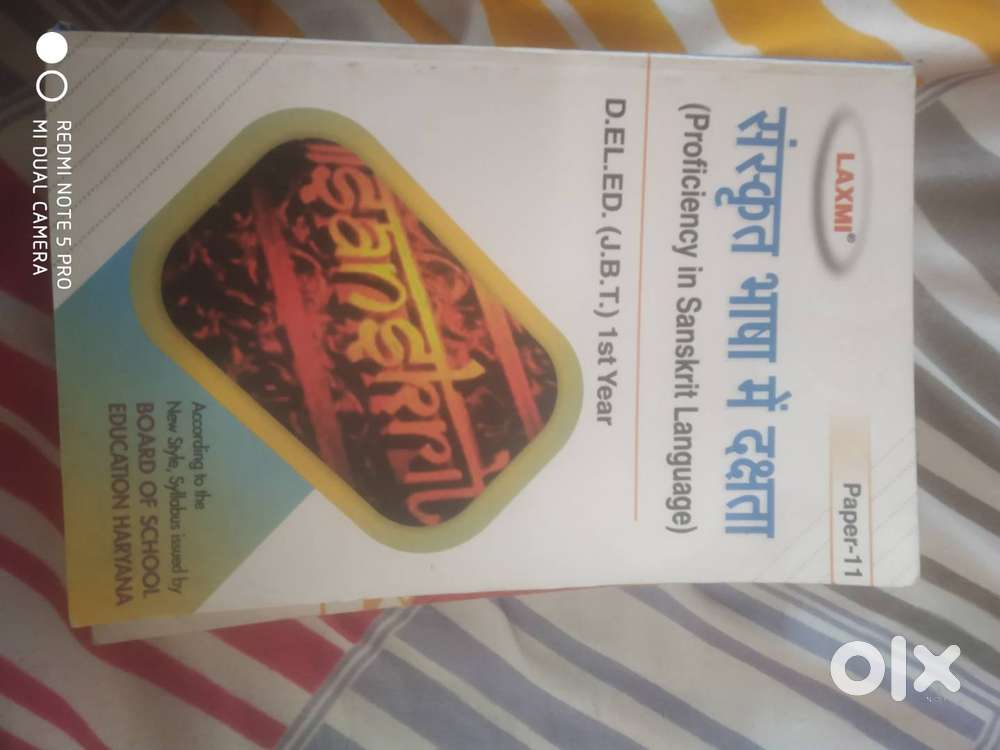 LAXMI®
Paper-11
संस्कृत भाषा में दक्षता
(Proficiency in Sanskrit Language)
D.EL.ED. (J.B.T.) 1st Year
According to the
New Style, Syllabus issued by
BOARD OF SCHOOL
EDUCATION HARYANA
REDMI NOTE 5 PRO
MI DUAL CAMERA
olx